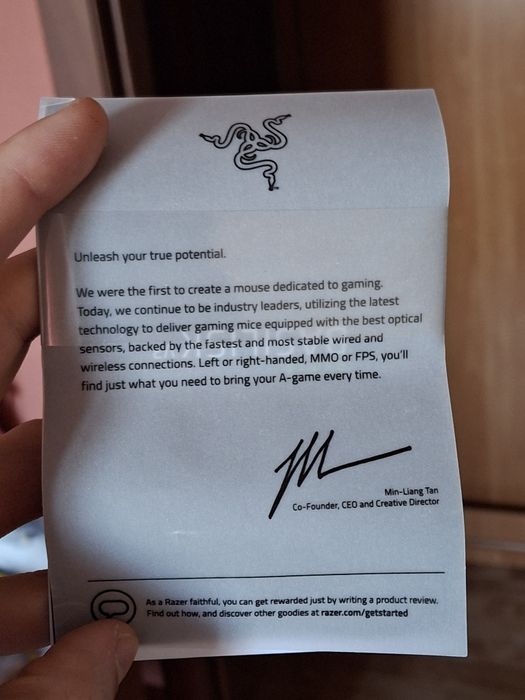 Unleash your true potential.
We were the first to create a mouse dedicated to gaming.
Today, we continue to be industry leaders, utilizing the latest
technology to deliver gaming mice equipped with the best optical
sensors, backed by the fastest and most stable wired and
wireless connections. Left or right-handed, MMO or FPS, you'll
find just what you need to bring your A-game every time.
Min-Liang Tan
Co-Founder, CEO and Creative Director
As a Razer faithful, you can get rewarded just by writing a product review.
Find out how, and discover other goodies at razer.com/getstarted